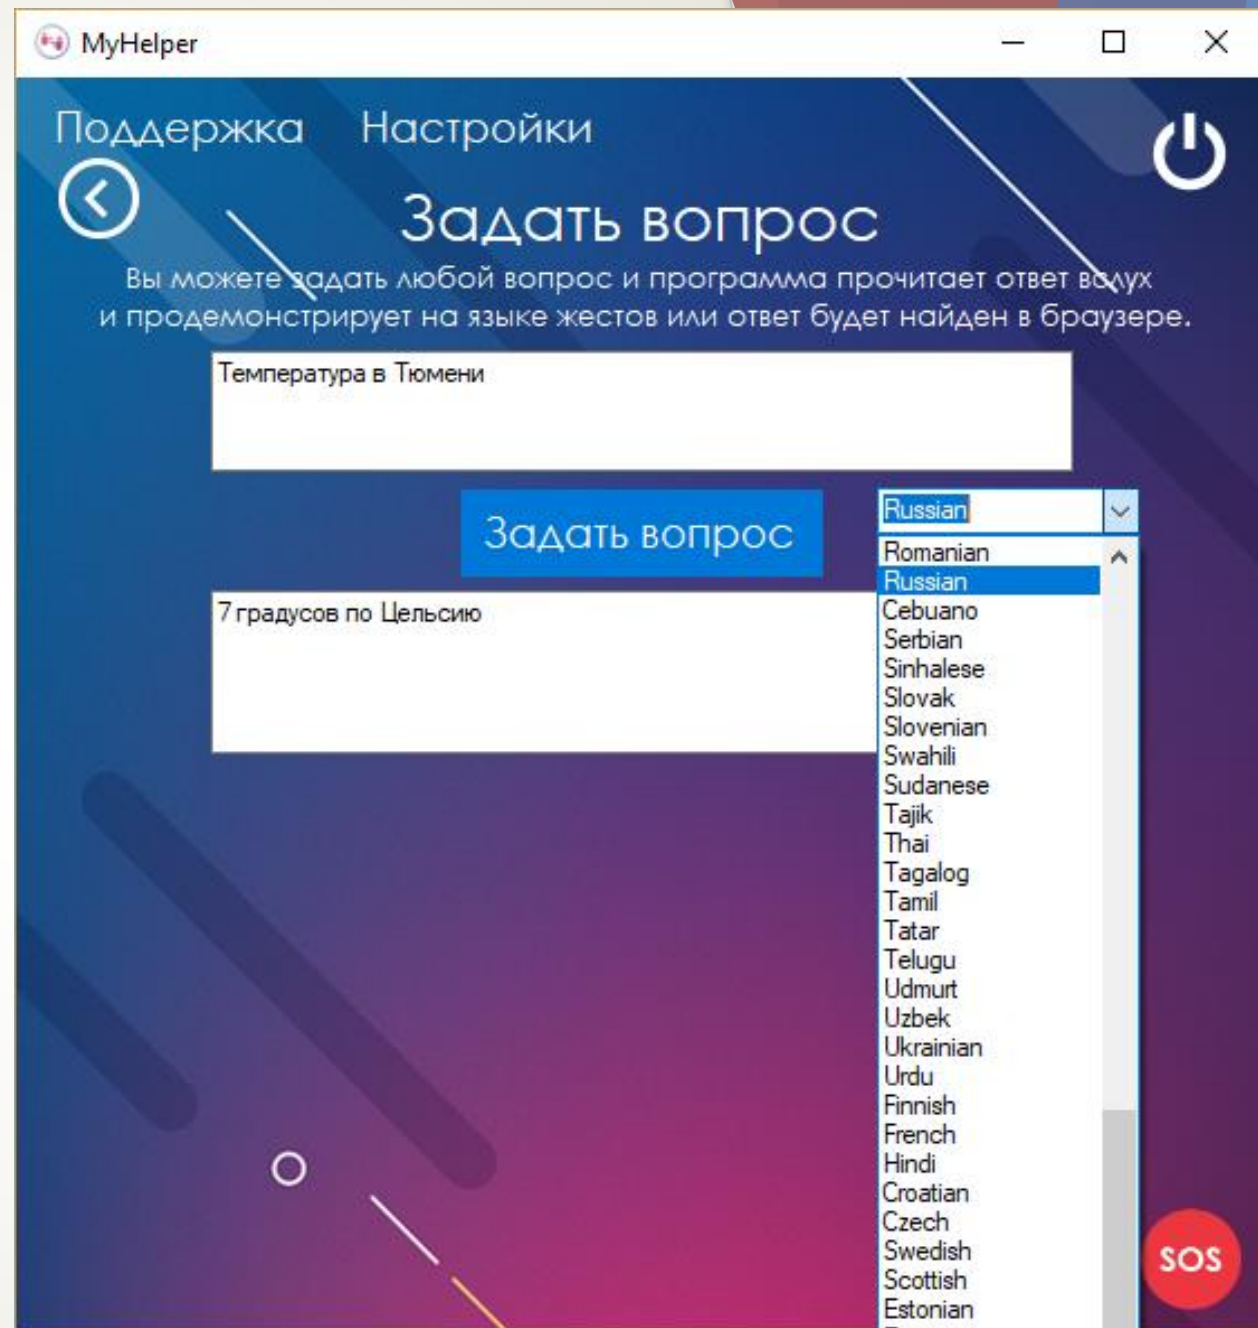 MyHelper
Поддержка Настройки
Задать вопрос
Вы можете задать любой вопрос и программа прочитает ответ вслух
и продемонстрирует на языке жестов или ответ будет найден в браузере.
Температура в Тюмени
Задать вопрос
Russian
7 градусов по Цельсию
Romanian
Russian
Cebuano
Serbian
Sinhalese
Slovak
Slovenian
Swahili
Sudanese
Tajik
Thai
Tagalog
Tamil
Tatar
Telugu
Udmurt
Uzbek
Ukrainian
Urdu
Finnish
French
Hindi
Croatian
Czech
Swedish
Scottish
Estonian
SOS